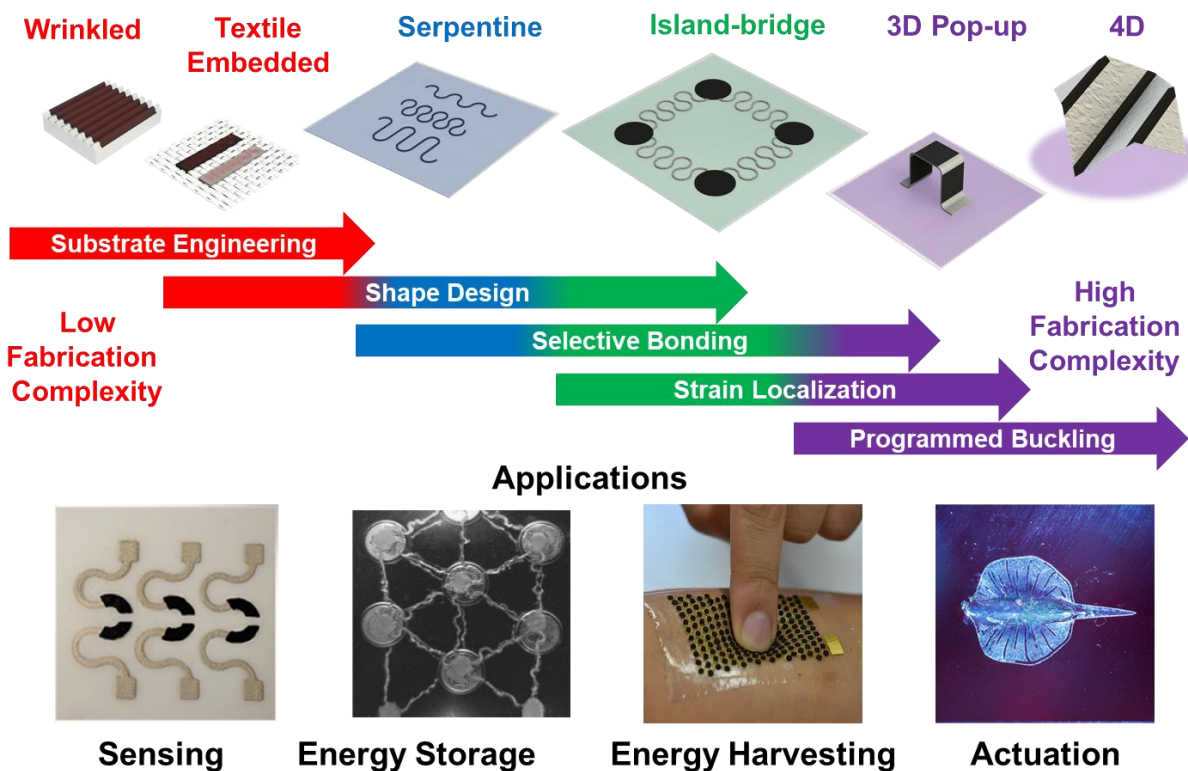 Wrinkled
Textile
Embedded
Serpentine
Island-bridge
3D Pop-up
4D
Substrate Engineering
Shape Design
Selective Bonding
Strain Localization
Programmed Buckling
Low
Fabrication
Complexity
High
Fabrication
Complexity
Applications
Sensing
Energy Storage
Energy Harvesting
Actuation